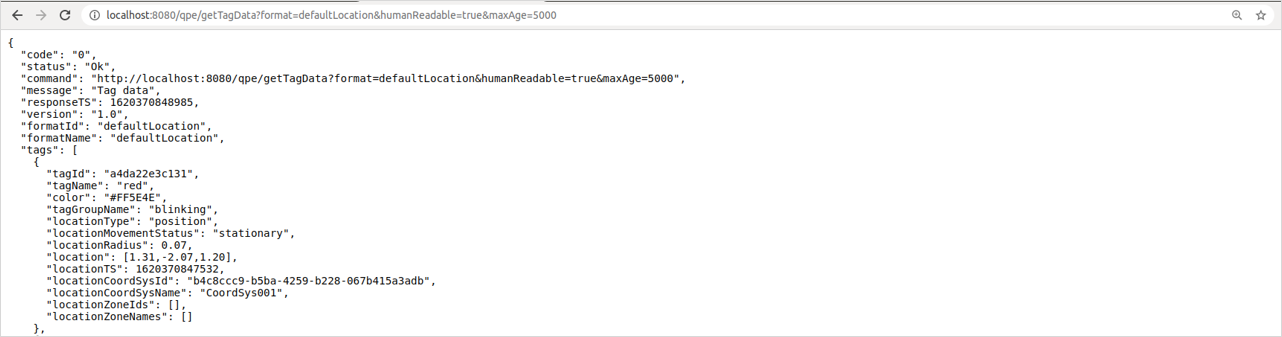 localhost:8080/qpe/getTagData?format=defaultLocation&humanReadable=true&maxAge=5000
{
"code": "0",
"status": "Ok",
"command": "http://localhost:8080/qpe/getTagData?format=defaultLocation&humanReadable=true&maxAge=5000",
"message": "Tag data",
"responseTS": 1620370848985,
"version": "1.0",
"formatId": "defaultLocation",
"formatName": "defaultLocation",
"tags": [
{
"tagId": "a4da22e3c131",
"tagName": "red",
"color": "#FF5E4E",
"tagGroupName": "blinking",
"locationType": "position",
"locationMovementStatus": "stationary",
"locationRadius": 0.07,
"location": [1.31,-2.07,1.20],
"locationTS": 1620370847532,
"locationCoordSysId": "b4c8ccc9-b5ba-4259-b228-067b415a3adb",
"locationCoordSysName": "CoordSys001",
"locationZoneIds": [],
"locationZoneNames": []
},